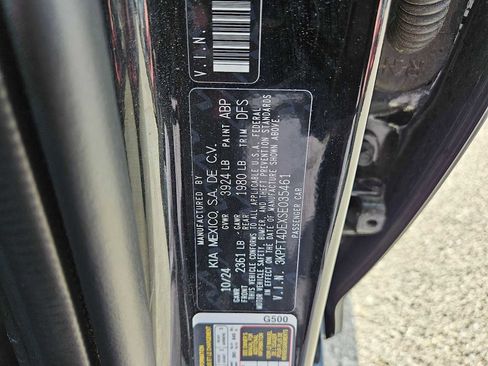 V.I.N.
MANUFACTURED BY
KIA MEXICO, S.A. DE C.V.
10/24 GVWR 3924 LB PAINT ABP
GAWR 2361 LB GAWR REAR 1980 LB TRIM DFS
THIS VEHICLE CONFORMS TO ALL APPLICABLE U.S.A. FEDERAL
MOTOR VEHICLE SAFETY, BUMPER, AND THEFT PREVENTION STANDARDS
IN EFFECT ON THE DATE OF MANUFACTURE SHOWN ABOVE.
V.I.N. 3KPFT4DEXSE035461
PASSENGER CAR
G500